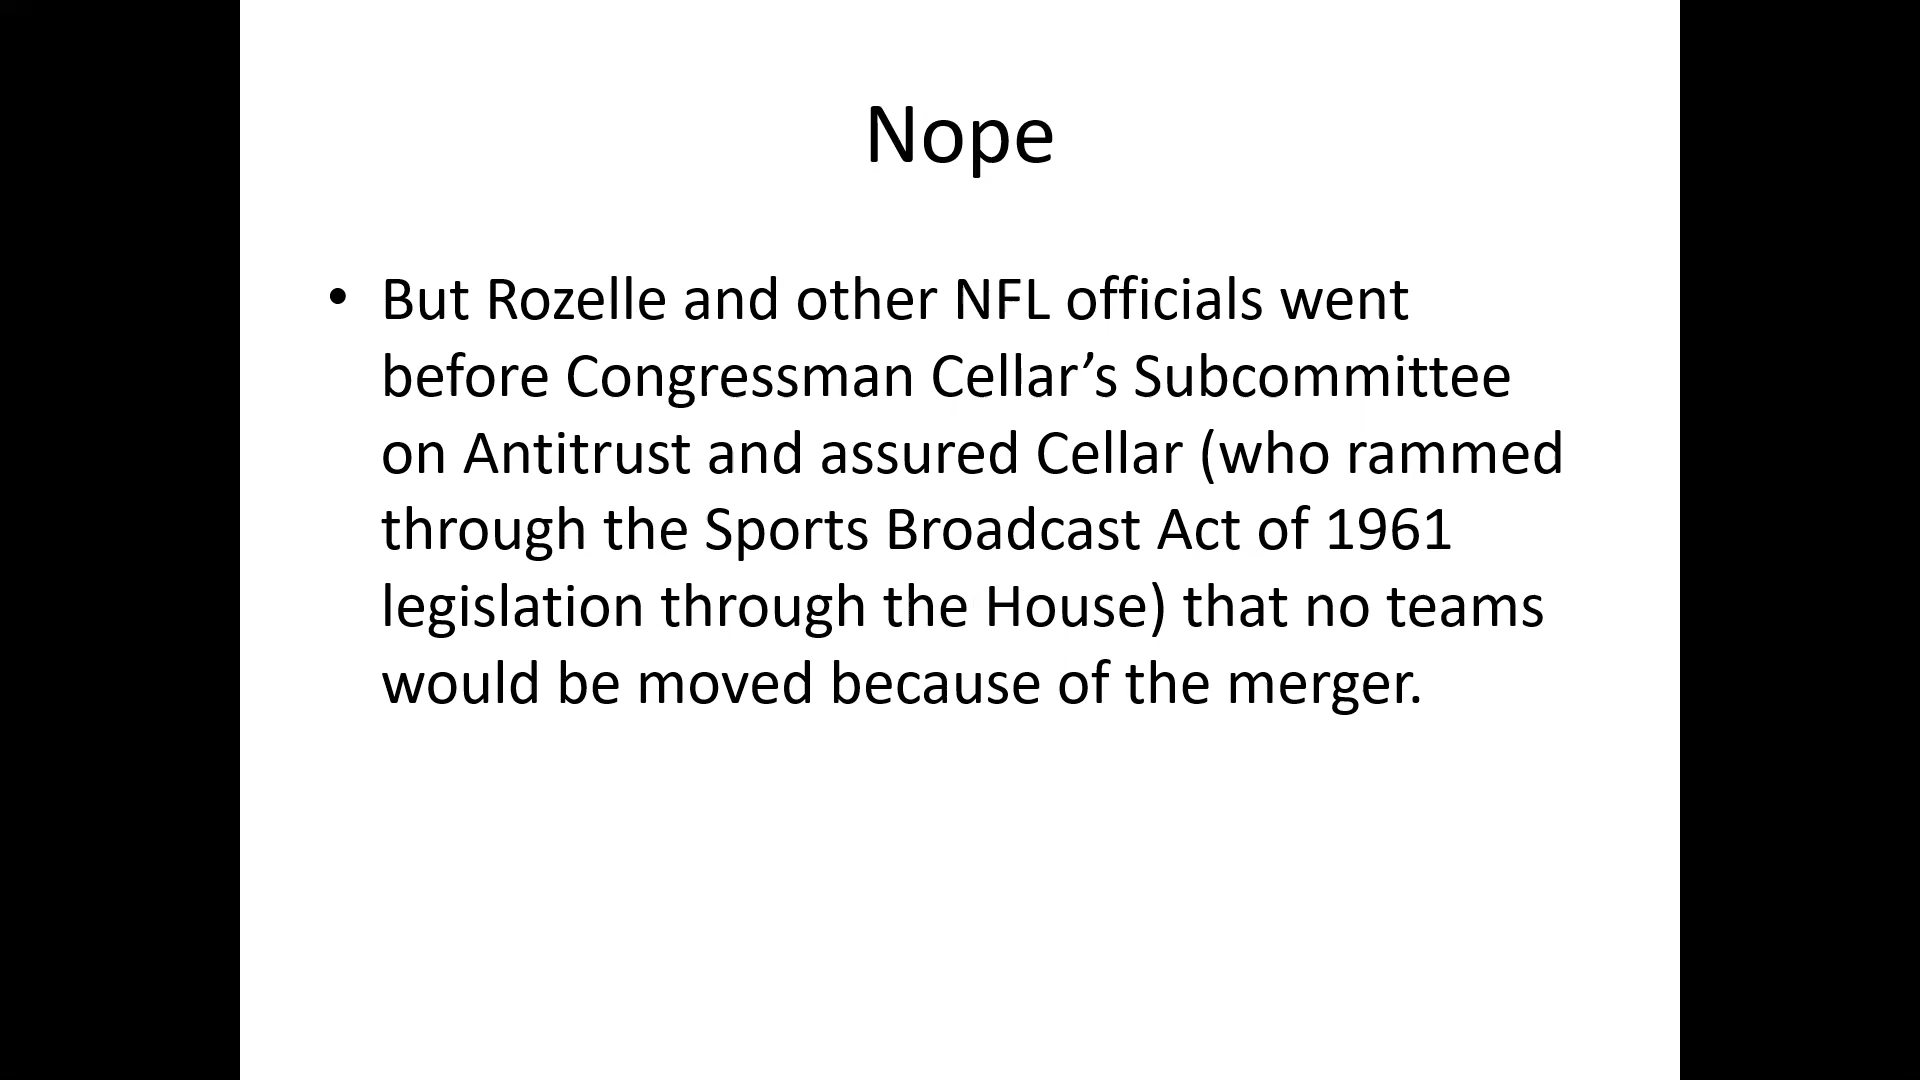 Nope
• But Rozelle and other NFL officials went
before Congressman Cellar’s Subcommittee
on Antitrust and assured Cellar (who rammed
through the Sports Broadcast Act of 1961
legislation through the House) that no teams
would be moved because of the merger.